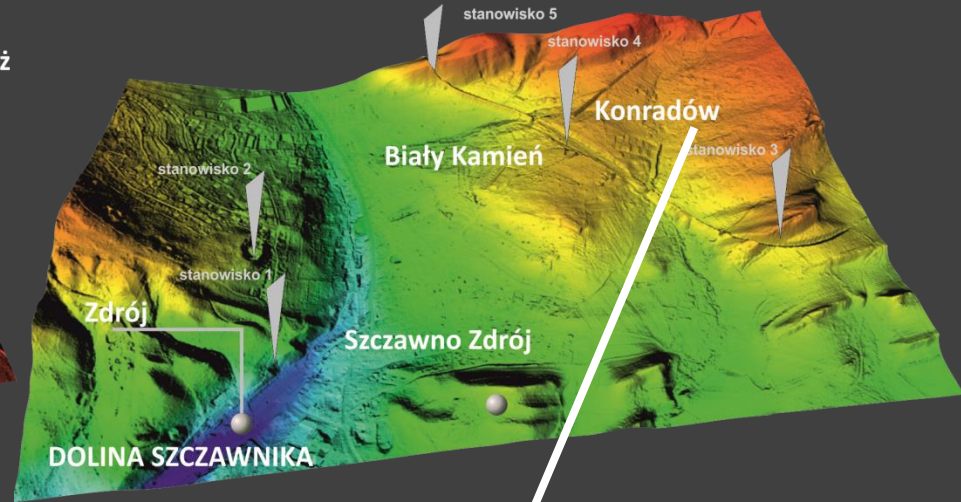 stanowisko 5
stanowisko 4
ż
Konradów
stanowisko 3
Biały Kamień
stanowisko 2
stanowisko 1
Zdrój
Szczawno Zdrój
DOLINA SZCZAWNIKA